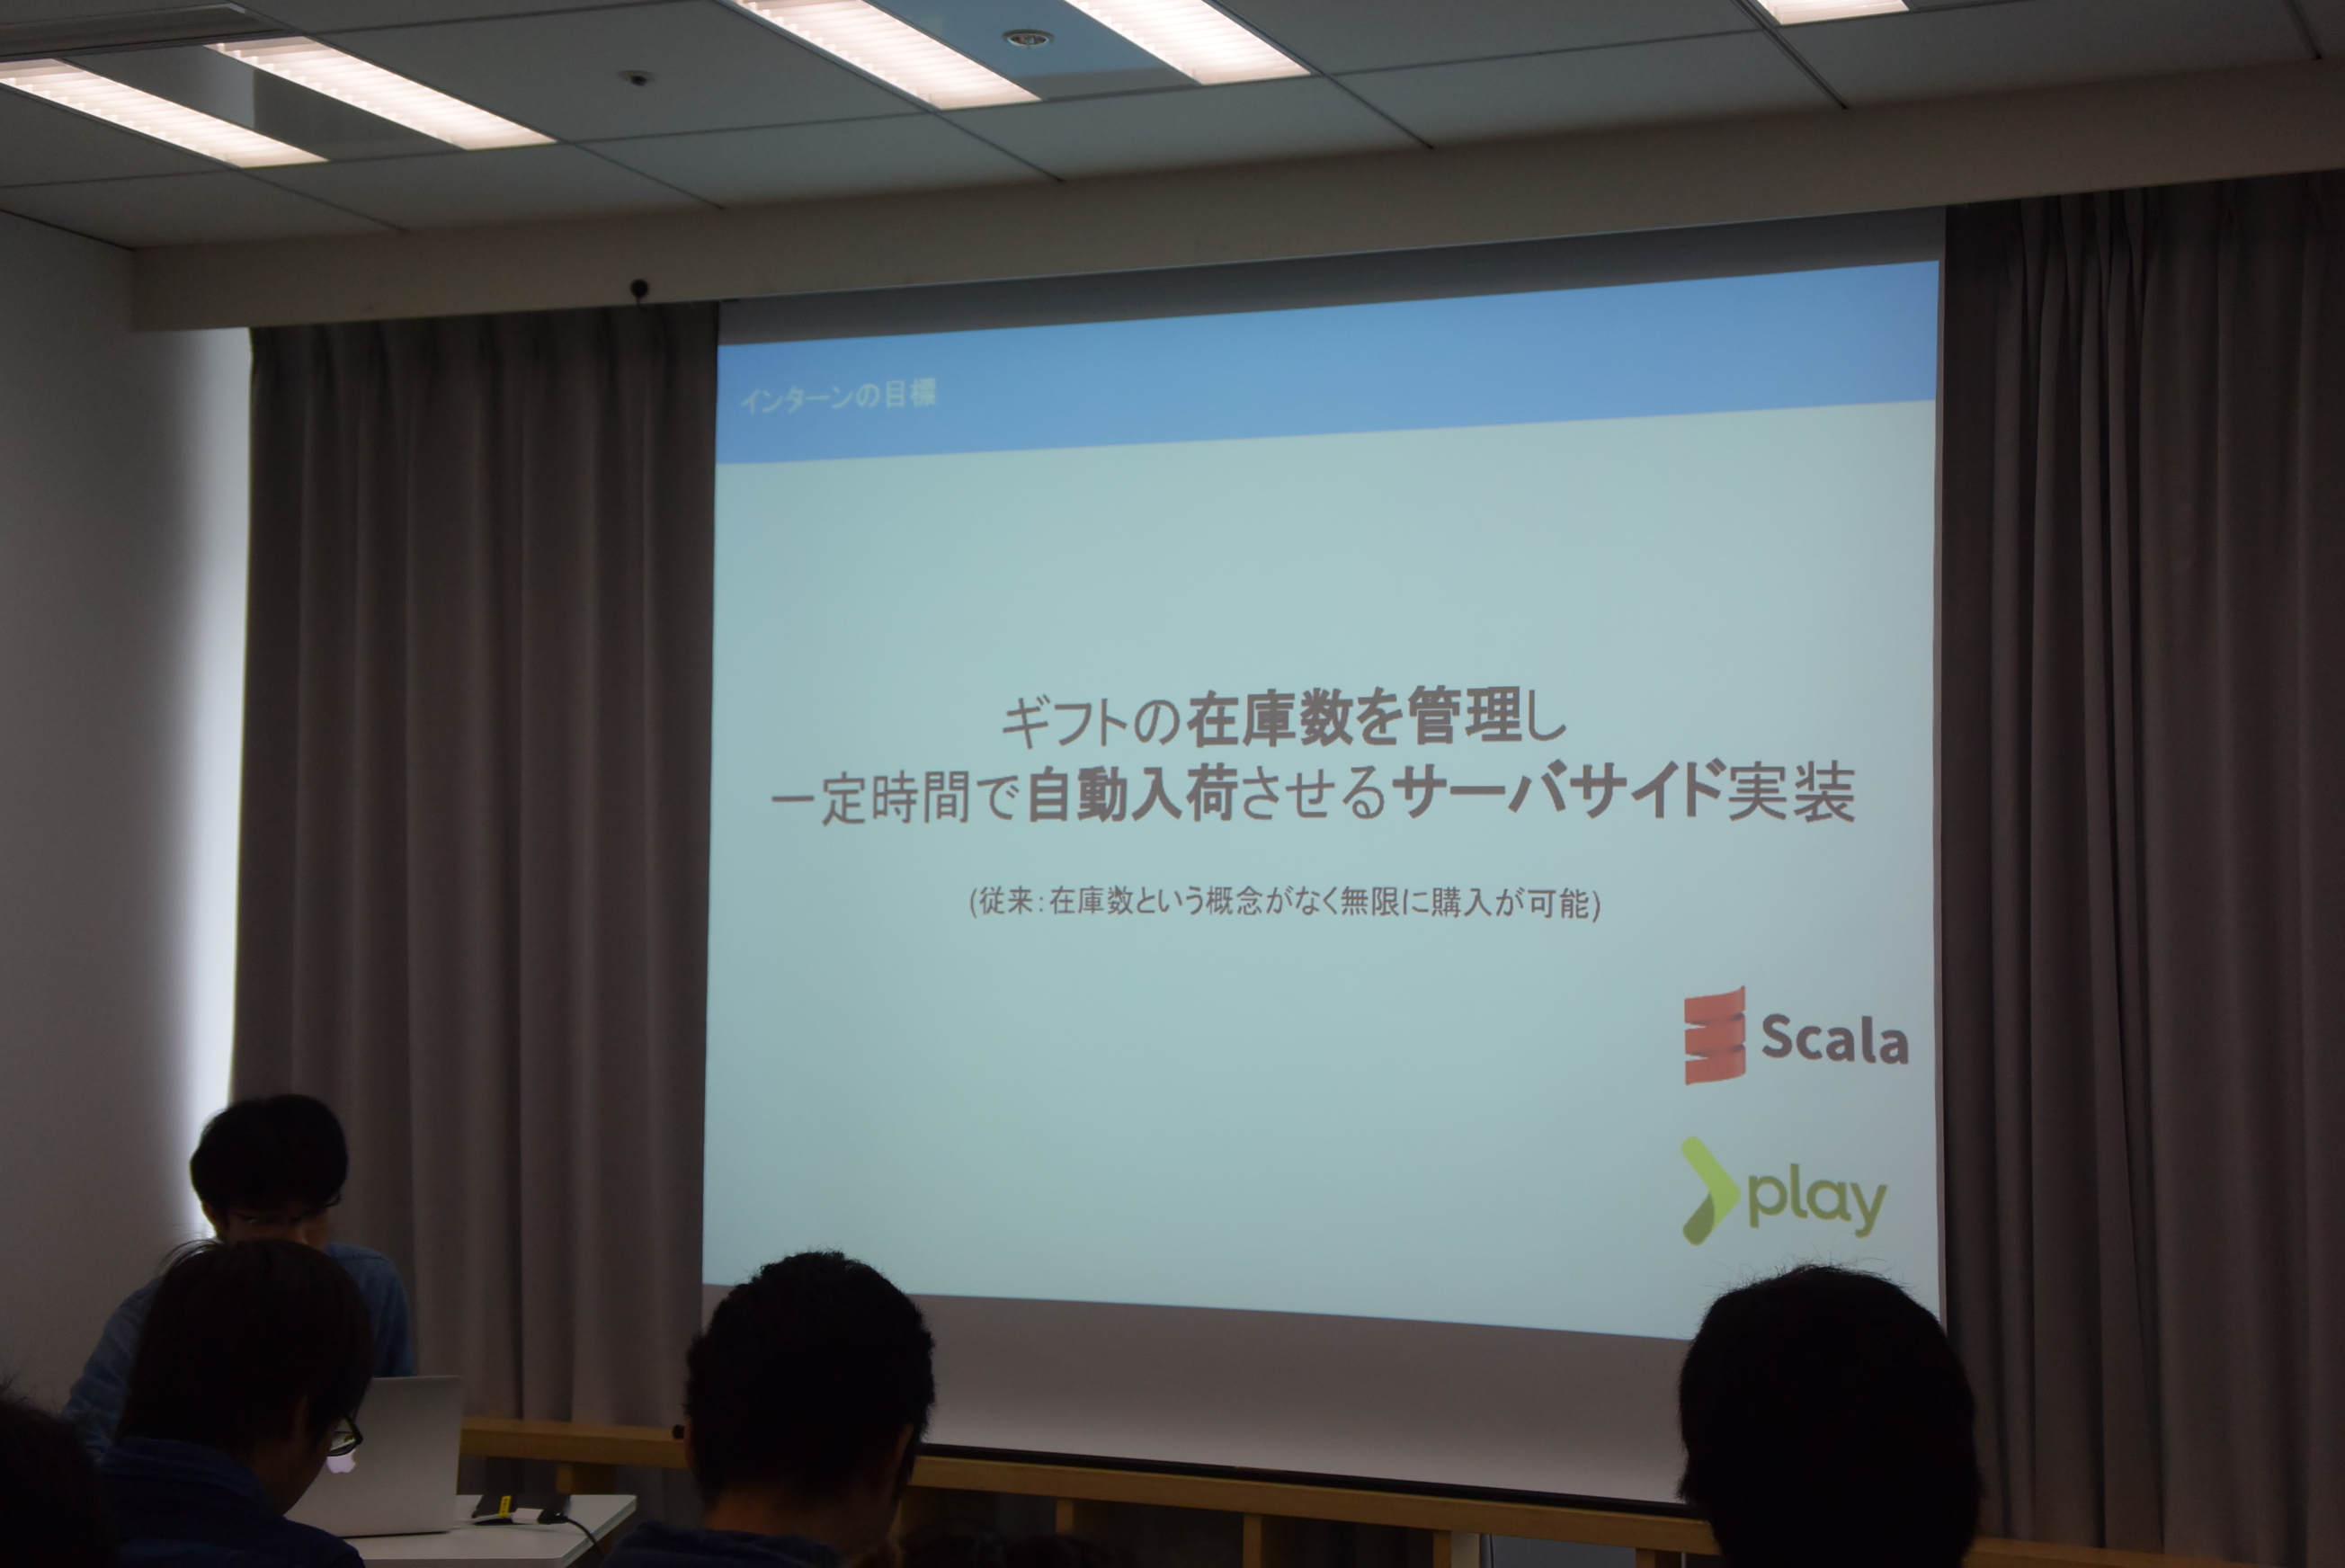 インターンの目標
ギフトの在庫数を管理し
一定時間で自動入荷させるサーバサイド実装
(従来:在庫数という概念がなく無限に購入が可能)
Scala
play